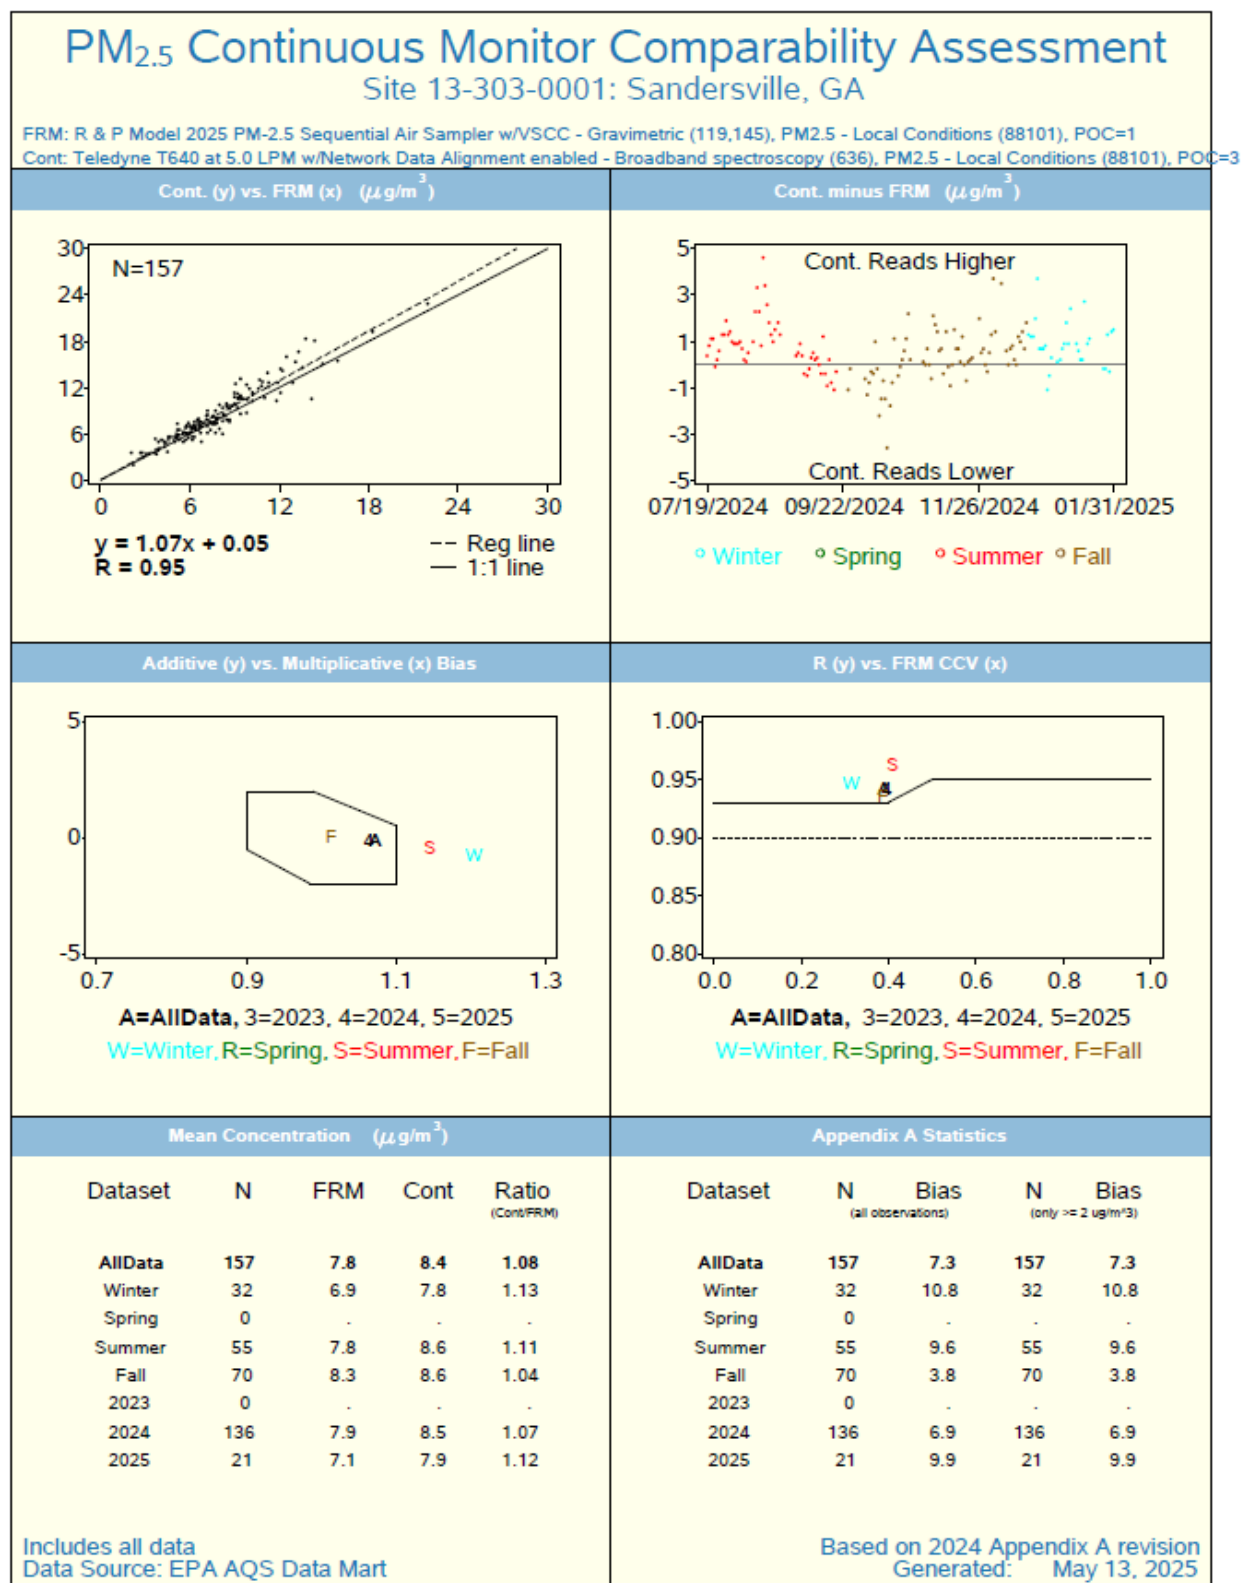 PM2.5 Continuous Monitor Comparability Assessment
Site 13-303-0001: Sandersville, GA
FRM: R & P Model 2025 PM-2.5 Sequential Air Sampler w/VSCC - Gravimetric (119,145), PM2.5 - Local Conditions (88101), POC=1
Cont: Teledyne T640 at 5.0 LPM w/Network Data Alignment enabled - Broadband spectroscopy (636), PM2.5 - Local Conditions (88101), POC=3
Cont. (y) vs. FRM (x) (μg/m3)
30
24
18
12
6
0
N=157
0 6 12 18 24 30
y = 1.07x + 0.05
R = 0.95
Reg line
1:1 line
Cont. minus FRM (μg/m3)
5
3
1
-1
-3
-5
Cont. Reads Higher
Cont. Reads Lower
07/19/2024 09/22/2024 11/26/2024 01/31/2025
Winter Spring Summer Fall
Additive (y) vs. Multiplicative (x) Bias
5
0
-5
F 4A S W
0.7 0.9 1.1 1.3
A=AllData, 3=2023, 4=2024, 5=2025
W=Winter, R=Spring, S=Summer, F=Fall
R (y) vs. FRM CCV (x)
1.00
0.95
0.90
0.85
0.80
W F A 4 S
0.0 0.2 0.4 0.6 0.8 1.0
A=AllData, 3=2023, 4=2024, 5=2025
W=Winter, R=Spring, S=Summer, F=Fall
Mean Concentration (μg/m3)
Dataset N FRM Cont Ratio
(Cont/FRM)
AllData 157 7.8 8.4 1.08
Winter 32 6.9 7.8 1.13
Spring 0 . . .
Summer 55 7.8 8.6 1.11
Fall 70 8.3 8.6 1.04
2023 0 . . .
2024 136 7.9 8.5 1.07
2025 21 7.1 7.9 1.12
Appendix A Statistics
Dataset N Bias N Bias
(all observations) (only >= 2 ug/m^3)
AllData 157 7.3 157 7.3
Winter 32 10.8 32 10.8
Spring 0 . . .
Summer 55 9.6 55 9.6
Fall 70 3.8 70 3.8
2023 0 . . .
2024 136 6.9 136 6.9
2025 21 9.9 21 9.9
Includes all data
Data Source: EPA AQS Data Mart
Based on 2024 Appendix A revision
Generated: May 13, 2025